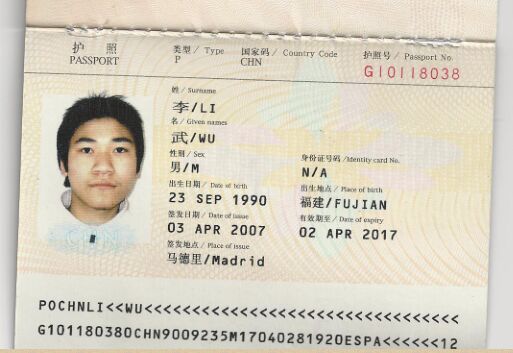 护照 类型 / Type 国家码 / Country Code 护照号 / Passport No.
PASSPORT P CHN G10118038
姓 / Surname
李/LI
名 / Given names
武/WU
性别 / Sex 身份证号码 / Identity card No.
男/M N/A
出生日期 / Date of birth 出生地点 / Place of birth
23 SEP 1990 福建/FUJIAN
签发日期 / Date of issue 有效期至 / Date of expiry
03 APR 2007 02 APR 2017
签发地点 / Place of issue
马德里/Madrid
POCHNLI<<WU<<<<<<<<<<<<<<<<<<<<<<<<<<<<<<<<<
G101180380CHN9009235M1704028192OESPA<<<<<<12